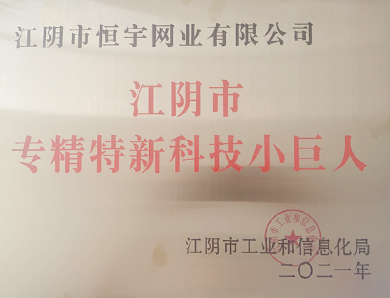 江阴市恒宇网业有限公司
江阴市
专精特新科技小巨人
江阴市工业和信息化局
二〇二一年